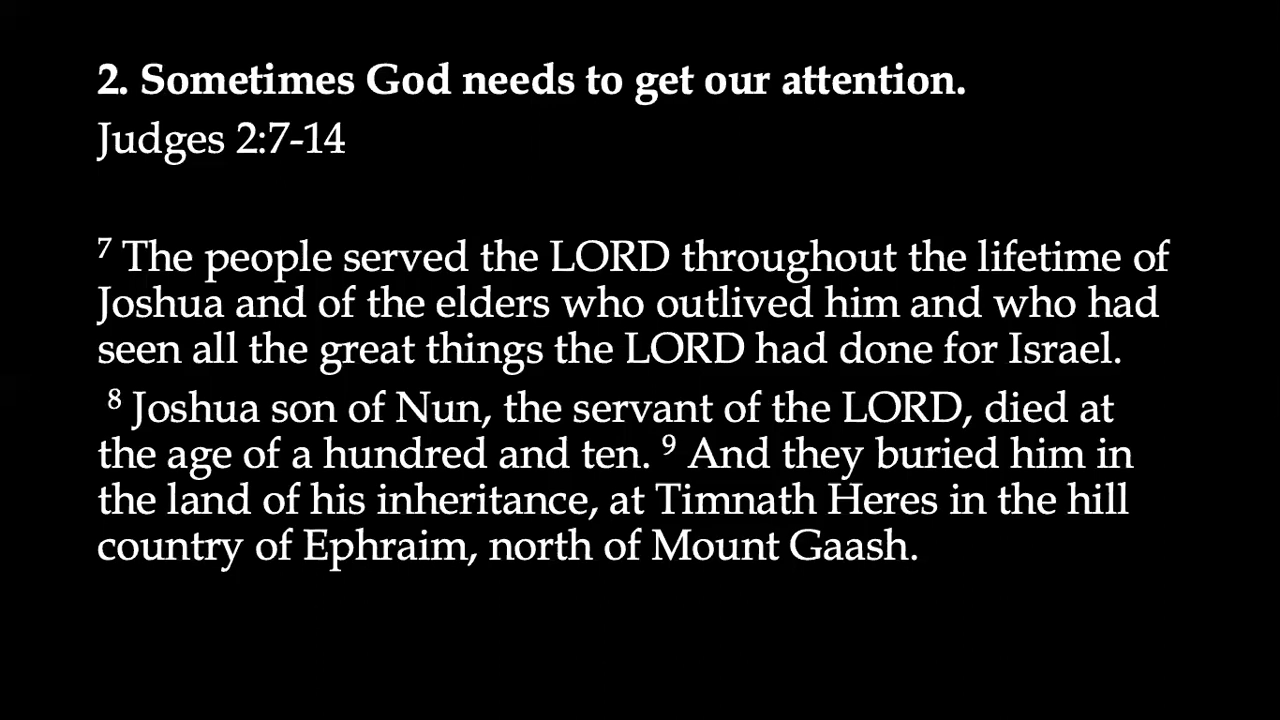 2. Sometimes God needs to get our attention.
Judges 2:7-14
⁷ The people served the LORD throughout the lifetime of
Joshua and of the elders who outlived him and who had
seen all the great things the LORD had done for Israel.
⁸ Joshua son of Nun, the servant of the LORD, died at
the age of a hundred and ten. ⁹ And they buried him in
the land of his inheritance, at Timnath Heres in the hill
country of Ephraim, north of Mount Gaash.